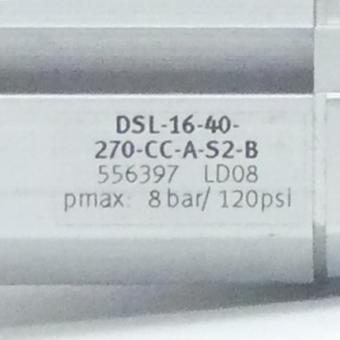 DSL-16-40-
270-CC-A-S2-B
556397 LD08
pmax: 8 bar/ 120psi